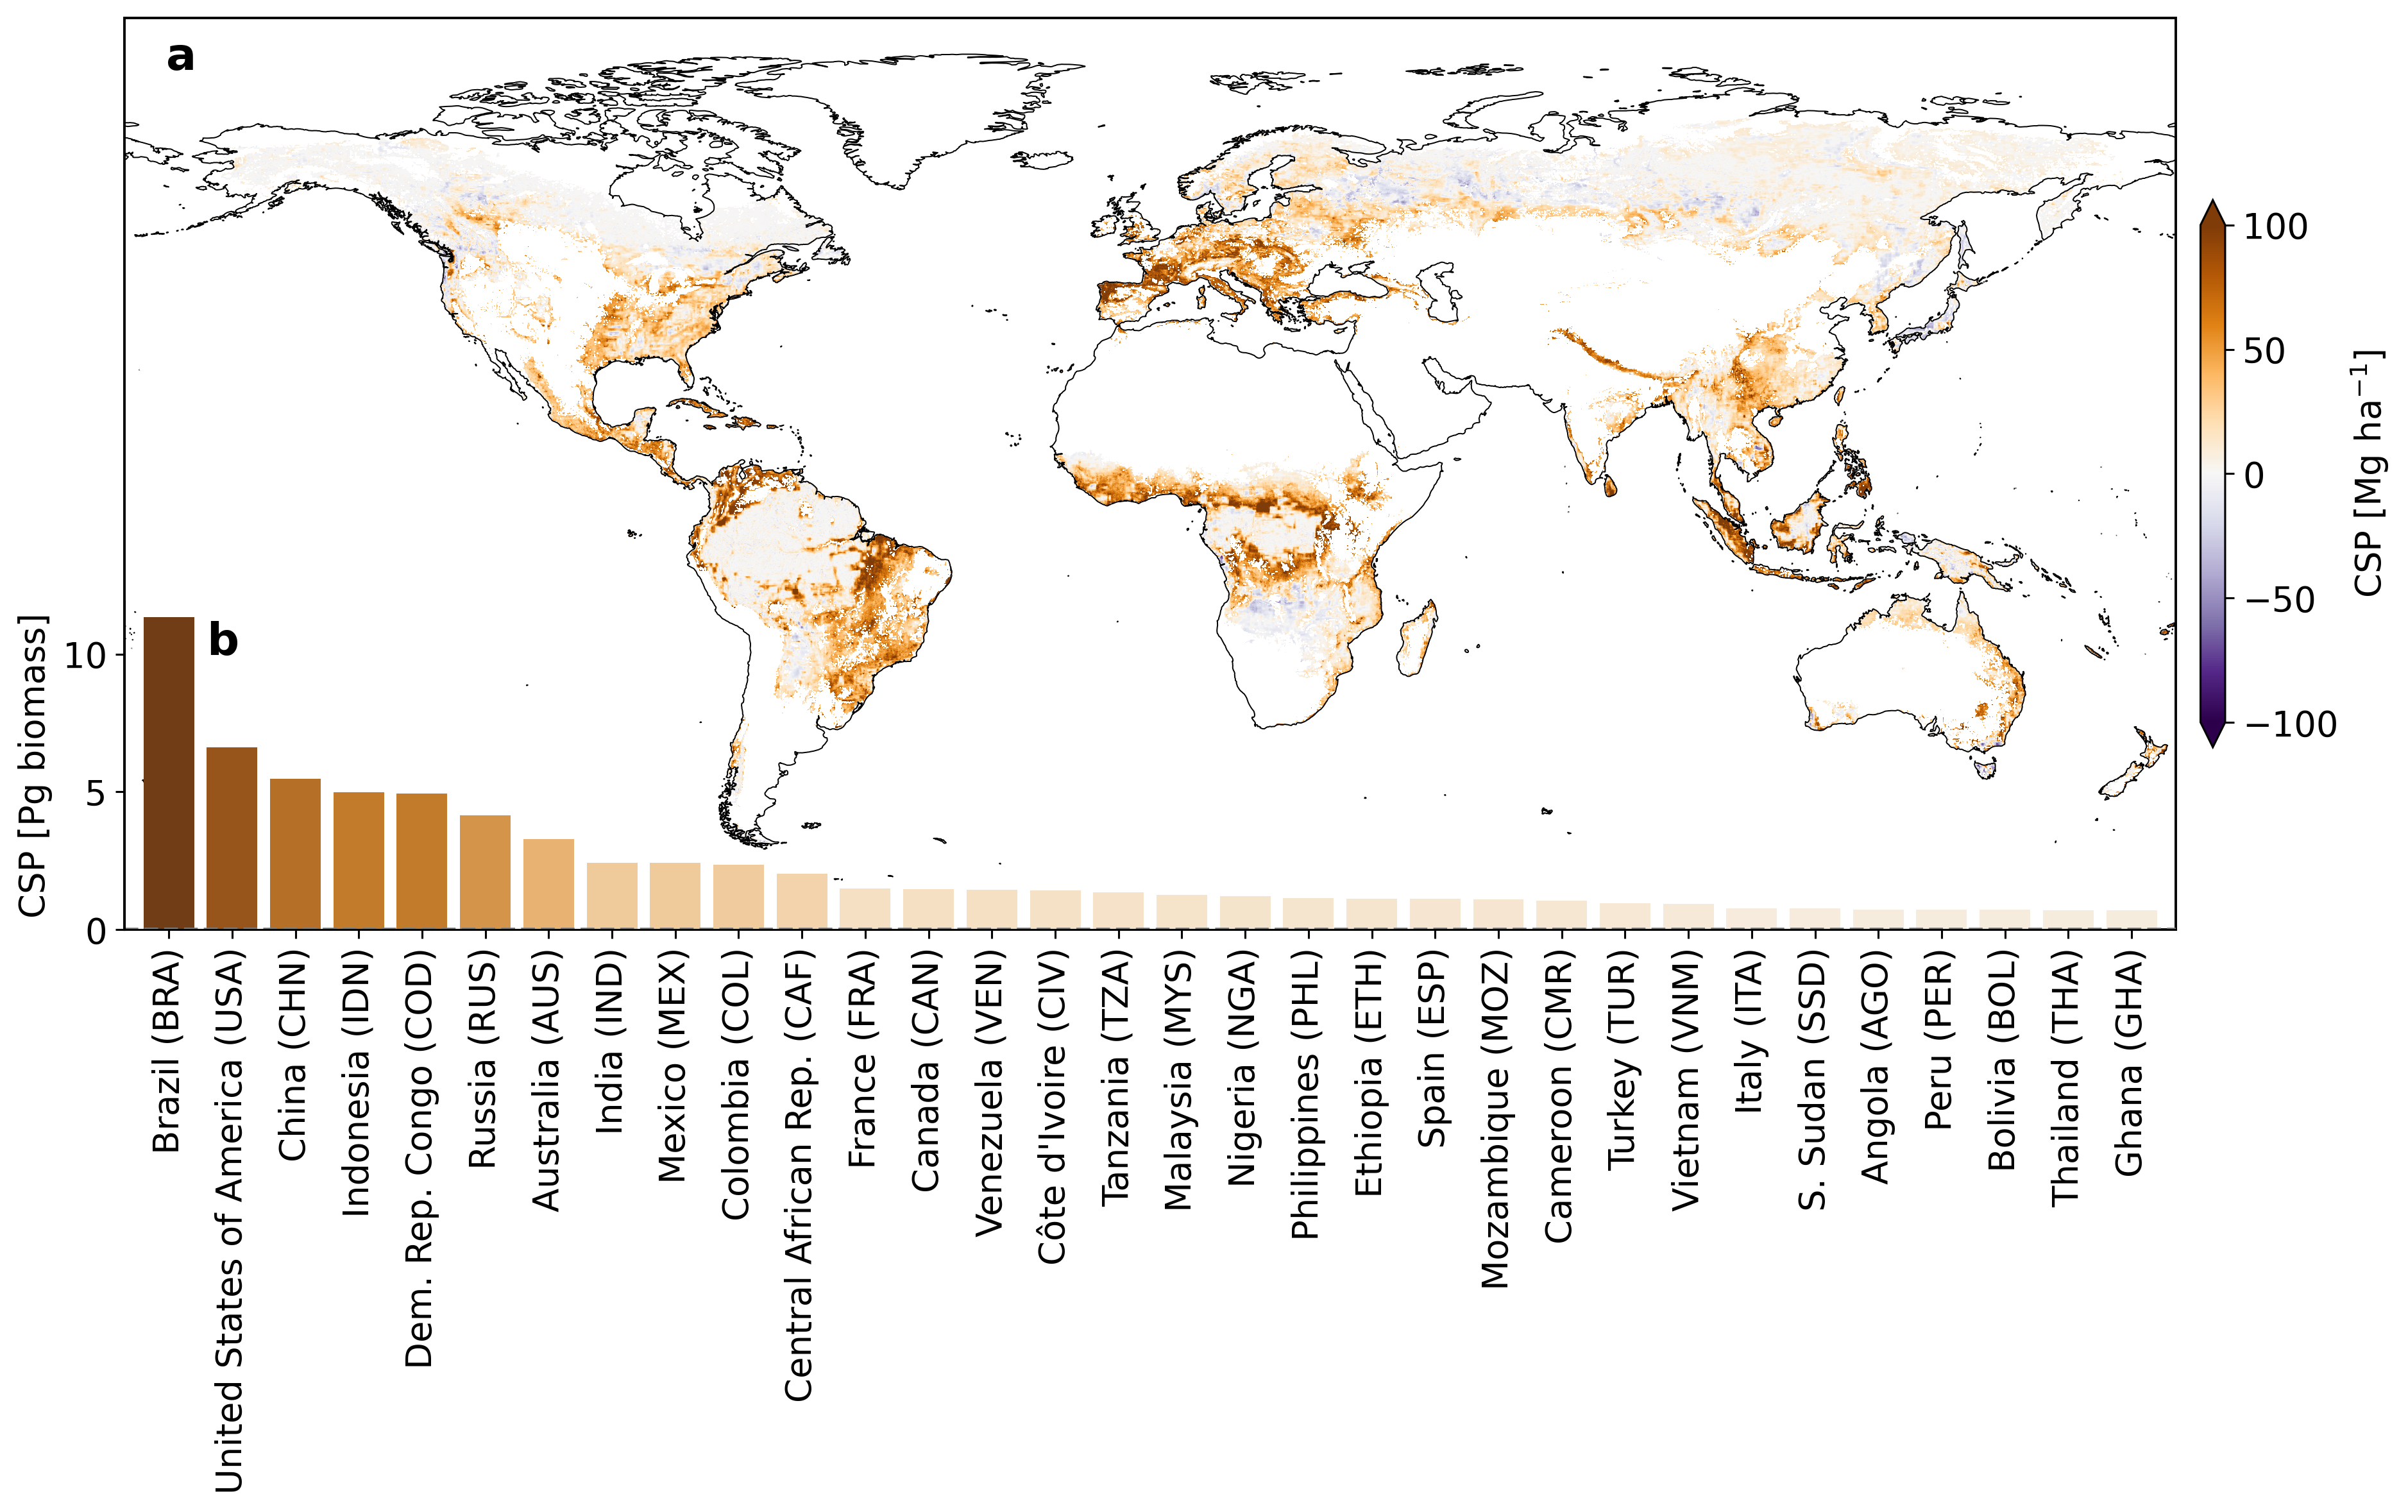 a
100
50
0
−50
−100
CSP [Mg ha⁻¹]
b
CSP [Pg biomass]
10
5
0
Brazil (BRA)
United States of America (USA)
China (CHN)
Indonesia (IDN)
Dem. Rep. Congo (COD)
Russia (RUS)
Australia (AUS)
India (IND)
Mexico (MEX)
Colombia (COL)
Central African Rep. (CAF)
France (FRA)
Canada (CAN)
Venezuela (VEN)
Côte d'Ivoire (CIV)
Tanzania (TZA)
Malaysia (MYS)
Nigeria (NGA)
Philippines (PHL)
Ethiopia (ETH)
Spain (ESP)
Mozambique (MOZ)
Cameroon (CMR)
Turkey (TUR)
Vietnam (VNM)
Italy (ITA)
S. Sudan (SSD)
Angola (AGO)
Peru (PER)
Bolivia (BOL)
Thailand (THA)
Ghana (GHA)